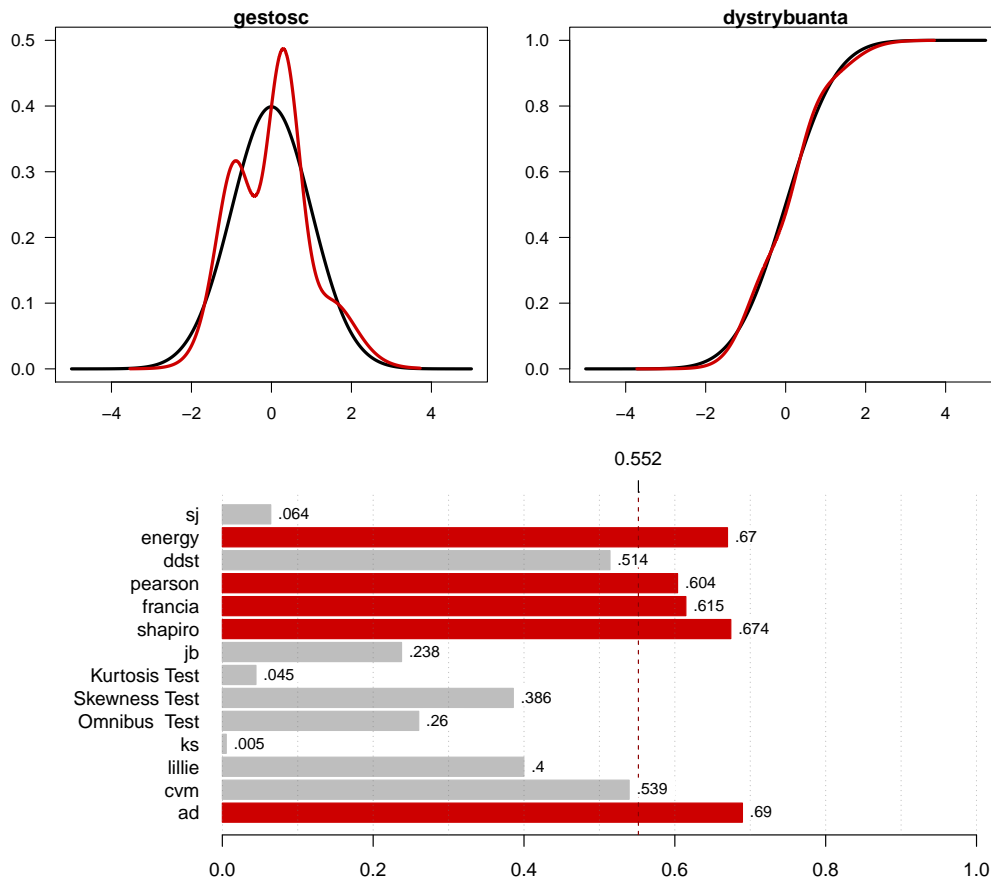 gestosc
dystrybuanta
0.5
0.4
0.3
0.2
0.1
0.0
−4 −2 0 2 4
1.0
0.8
0.6
0.4
0.2
0.0
−4 −2 0 2 4
0.552
sj .064
energy .67
ddst .514
pearson .604
francia .615
shapiro .674
jb .238
Kurtosis Test .045
Skewness Test .386
Omnibus  Test .26
ks .005
lillie .4
cvm .539
ad .69
0.0 0.2 0.4 0.6 0.8 1.0